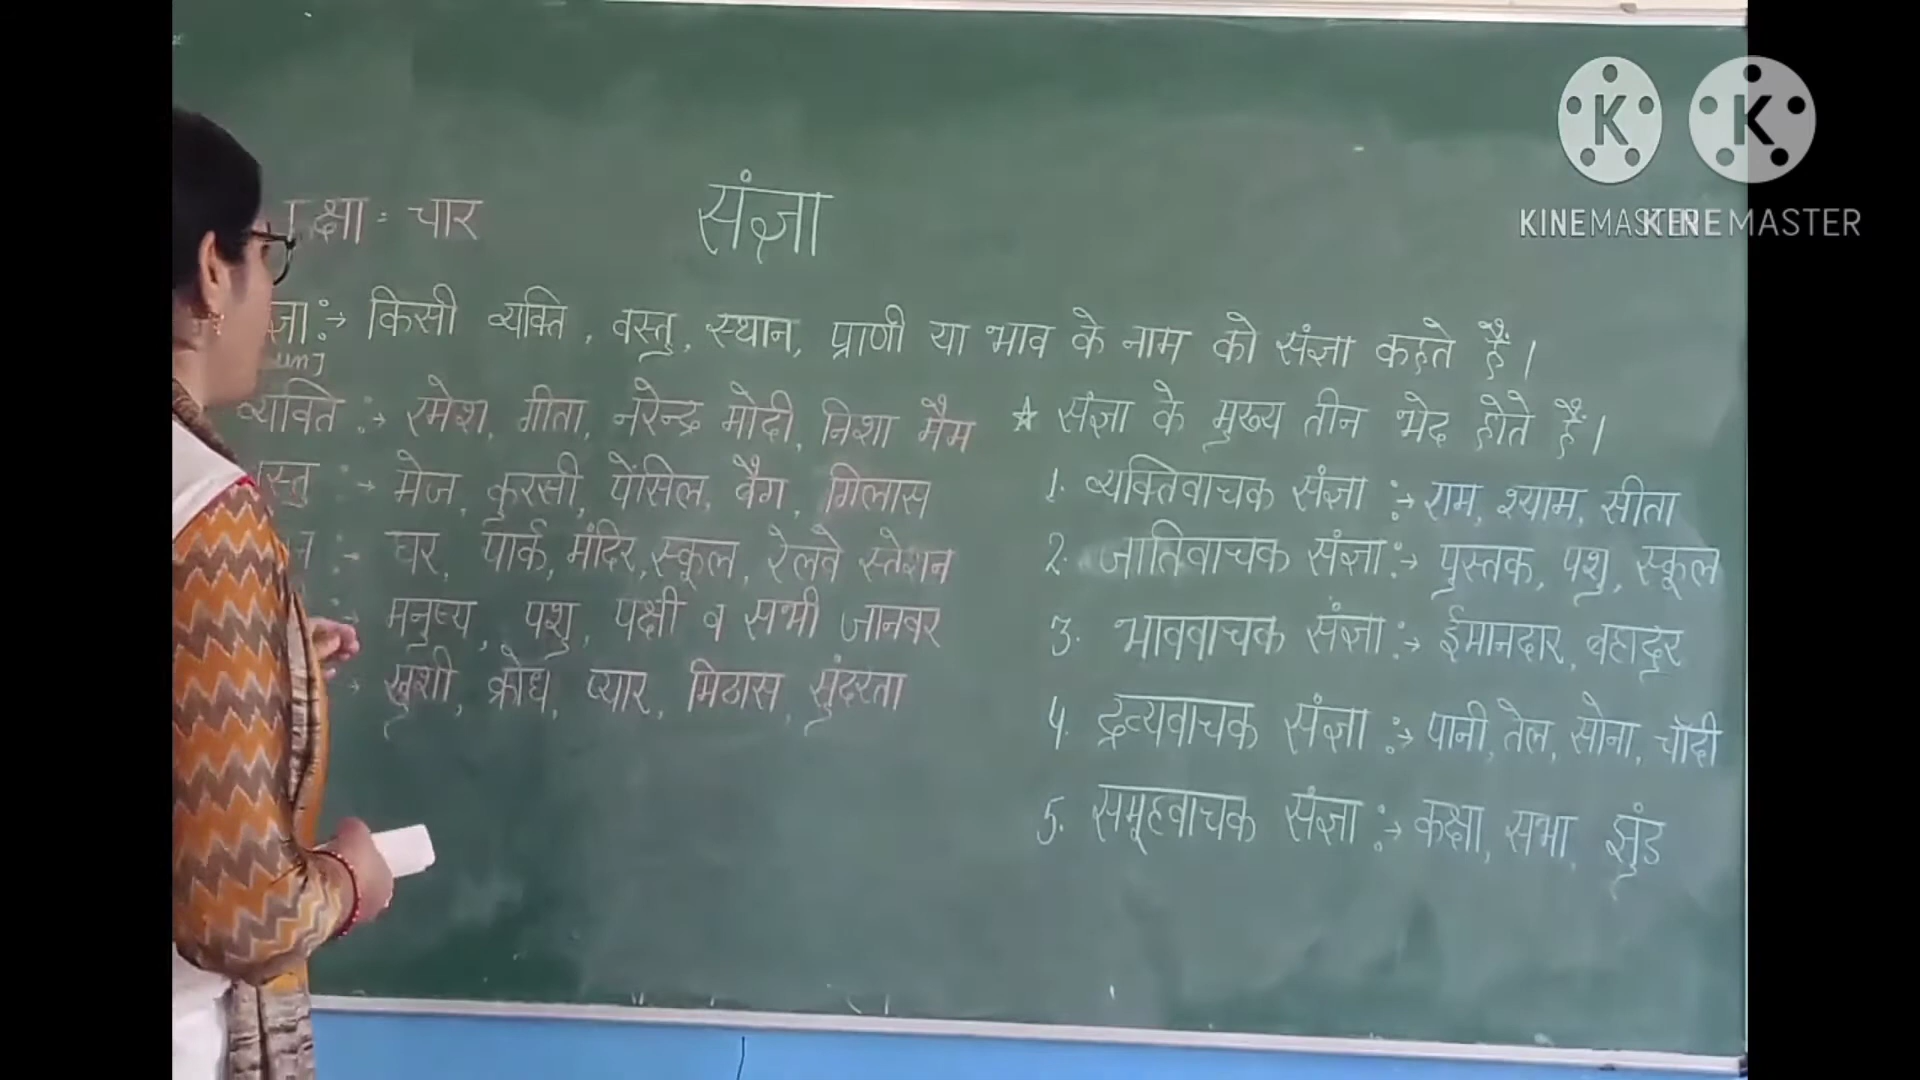 कक्षा = चार
संज्ञा
किसी व्यक्ति, वस्तु, स्थान, प्राणी या भाव के नाम को संज्ञा कहते हैं।
व्यक्ति :→ रमेश, गीता, नरेन्द्र मोदी, निशा मैम
मेज, कुरसी, पेंसिल, बैग, गिलास
घर, पार्क, मंदिर, स्कूल, रेलवे स्तेशन
मनुष्य, पशु, पक्षी व सभी जानवर
खुशी, क्रोध, प्यार, मिठास, सुंदरता
☆ संज्ञा के मुख्य तीन भेद होते हैं।
1. व्यक्तिवाचक संज्ञा :→ राम, श्याम, सीता
2. जातिवाचक संज्ञा :→ पुस्तक, पशु, स्कूल
3. भाववाचक संज्ञा :→ ईमानदार, बहादुर
4. द्रव्यवाचक संज्ञा :→ पानी, तेल, सोना, चाँदी
5. समूहवाचक संज्ञा :→ कक्षा, सभा, झुंड
KINEMASTER
KINEMASTER